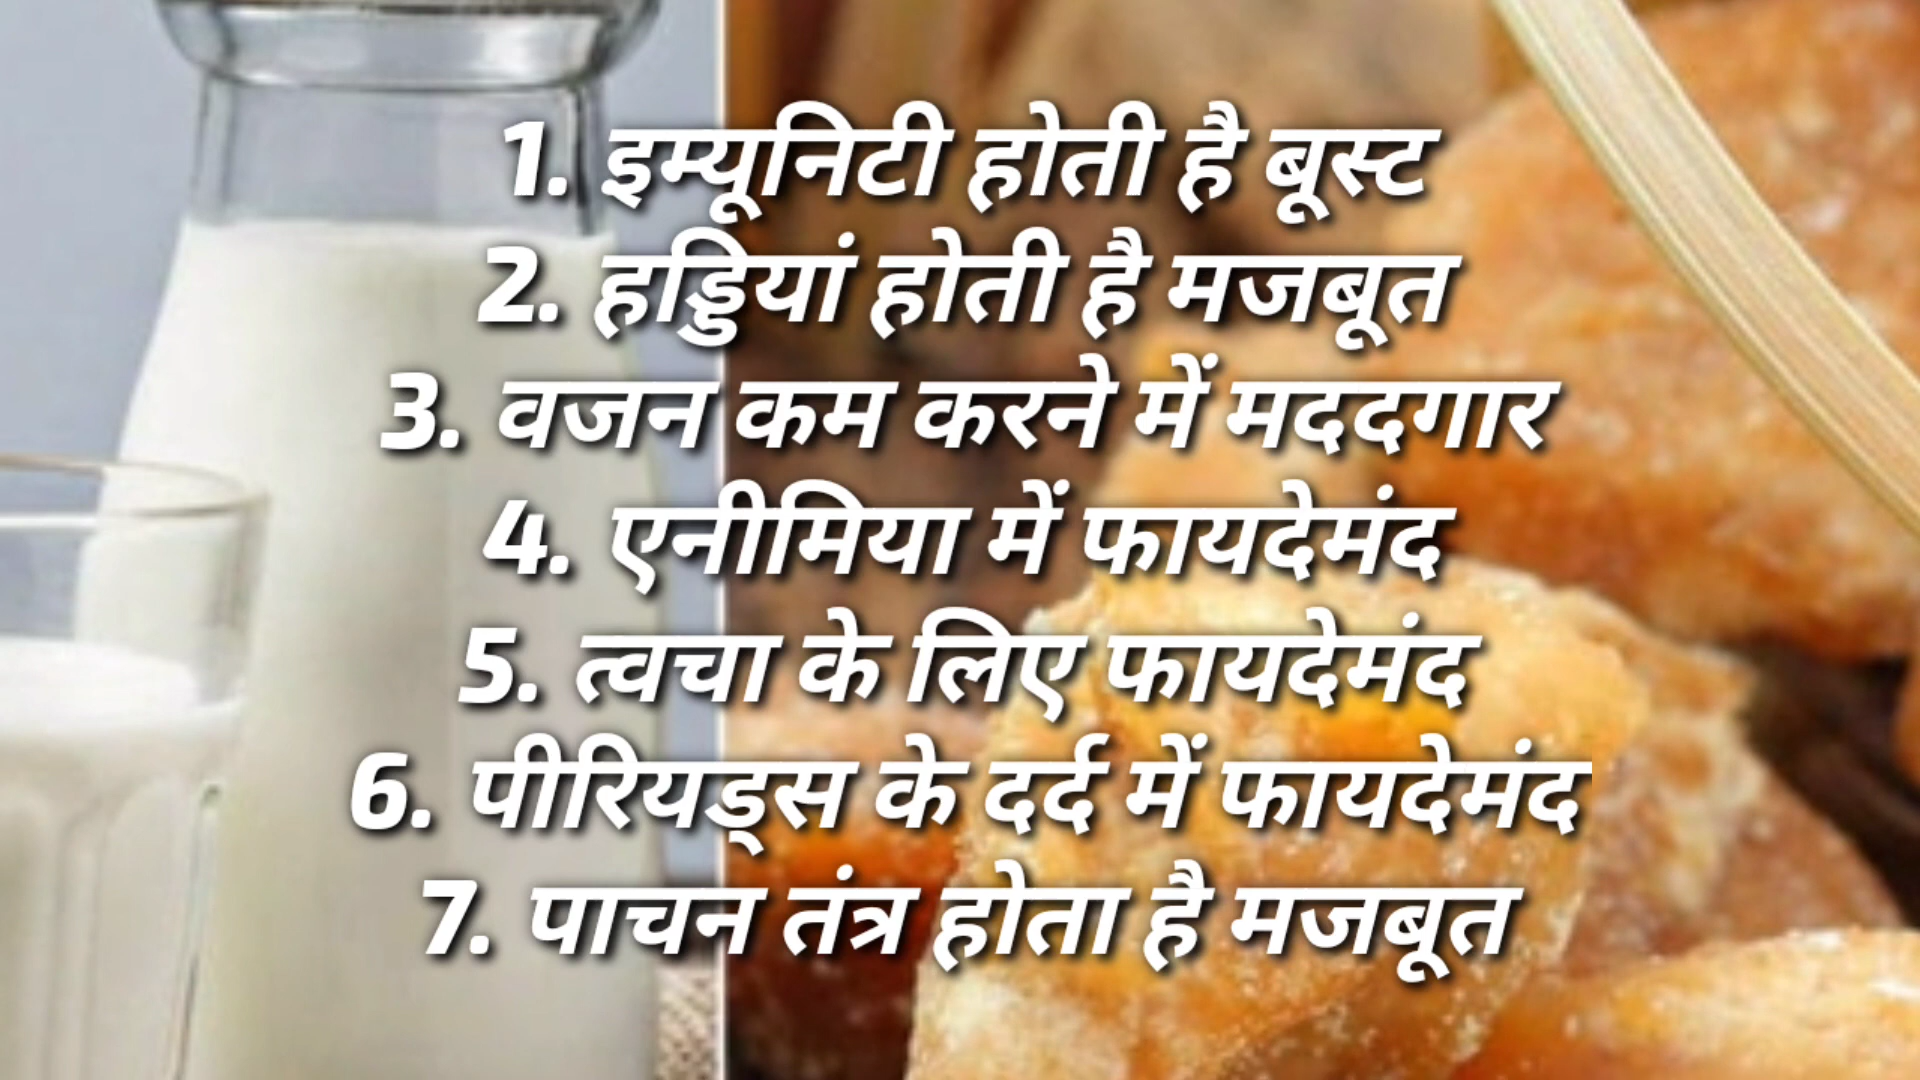 1. इम्यूनिटी होती है बूस्ट
2. हड्डियां होती है मजबूत
3. वजन कम करने में मददगार
4. एनीमिया में फायदेमंद
5. त्वचा के लिए फायदेमंद
6. पीरियड्स के दर्द में फायदेमंद
7. पाचन तंत्र होता है मजबूत